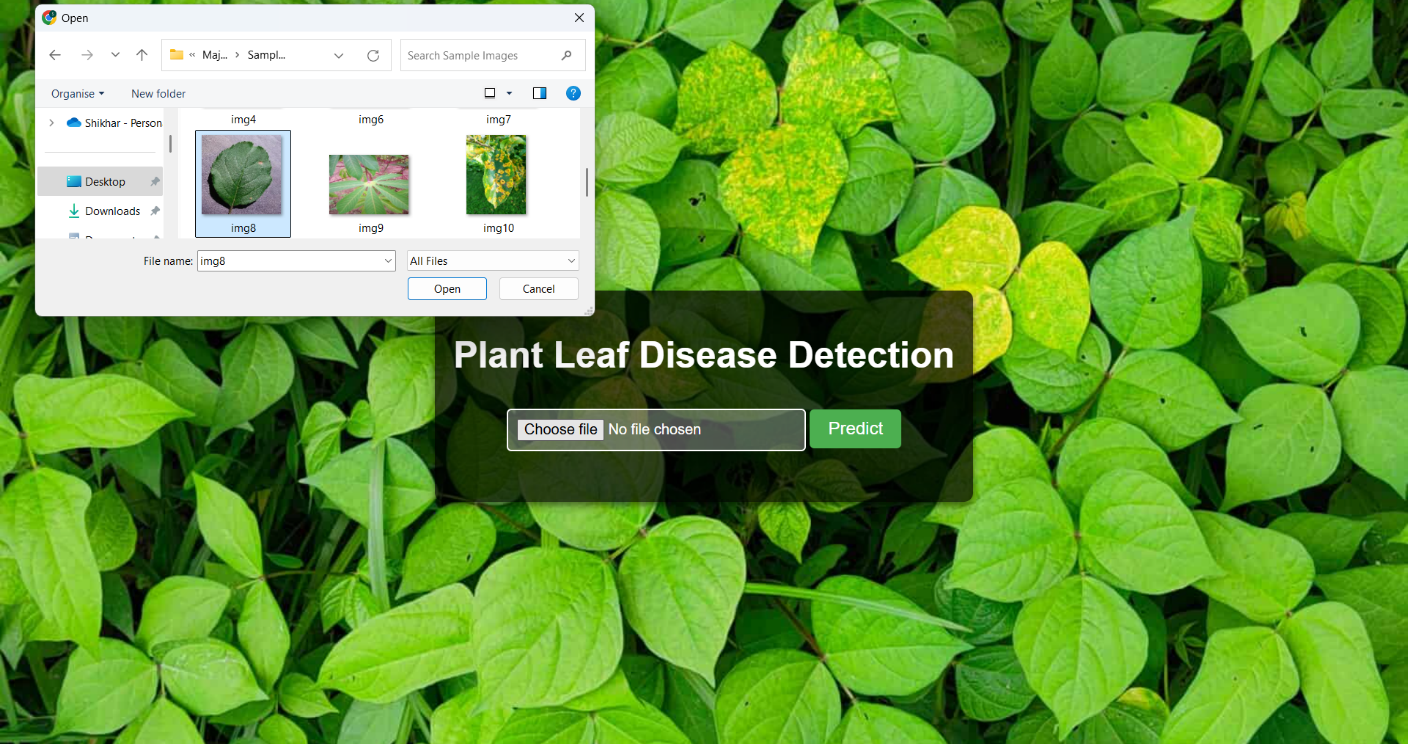 Open
« Maj... › Sampl...
Search Sample Images
Organise
New folder
Shikhar - Person
Desktop
Downloads
img4
img6
img7
img8
img9
img10
File name:
img8
All Files
Open
Cancel
Plant Leaf Disease Detection
Choose file No file chosen
Predict